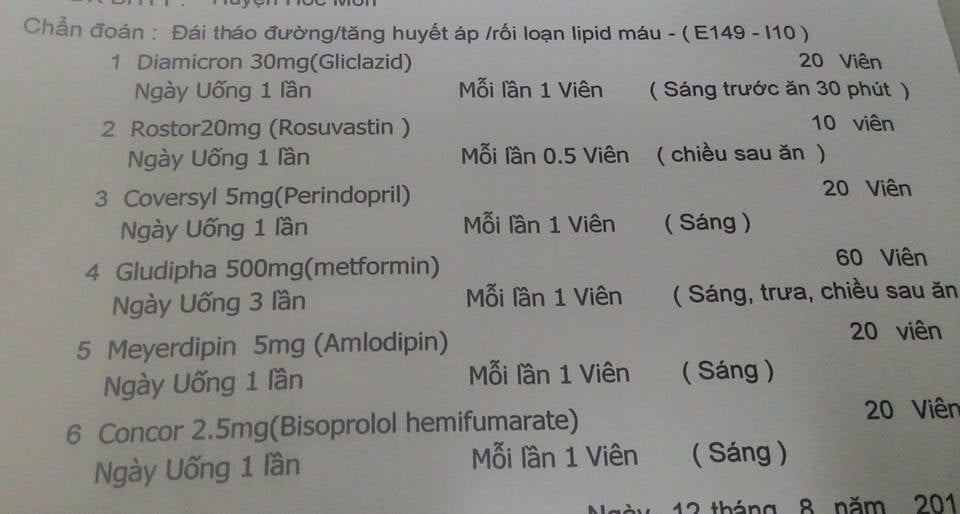 Huyện Hóc Môn
Chẩn đoán : Đái tháo đường/tăng huyết áp /rối loạn lipid máu - ( E149 - I10 )
1 Diamicron 30mg(Gliclazid) 20 Viên
Ngày Uống 1 lần Mỗi lần 1 Viên ( Sáng trước ăn 30 phút )
2 Rostor20mg (Rosuvastin ) 10 viên
Ngày Uống 1 lần Mỗi lần 0.5 Viên ( chiều sau ăn )
3 Coversyl 5mg(Perindopril) 20 Viên
Ngày Uống 1 lần Mỗi lần 1 Viên ( Sáng )
4 Gludipha 500mg(metformin) 60 Viên
Ngày Uống 3 lần Mỗi lần 1 Viên ( Sáng, trưa, chiều sau ăn
5 Meyerdipin 5mg (Amlodipin) 20 viên
Ngày Uống 1 lần Mỗi lần 1 Viên ( Sáng )
6 Concor 2.5mg(Bisoprolol hemifumarate) 20 Viên
Ngày Uống 1 lần Mỗi lần 1 Viên ( Sáng )
Ngày 12 tháng 8 năm 201